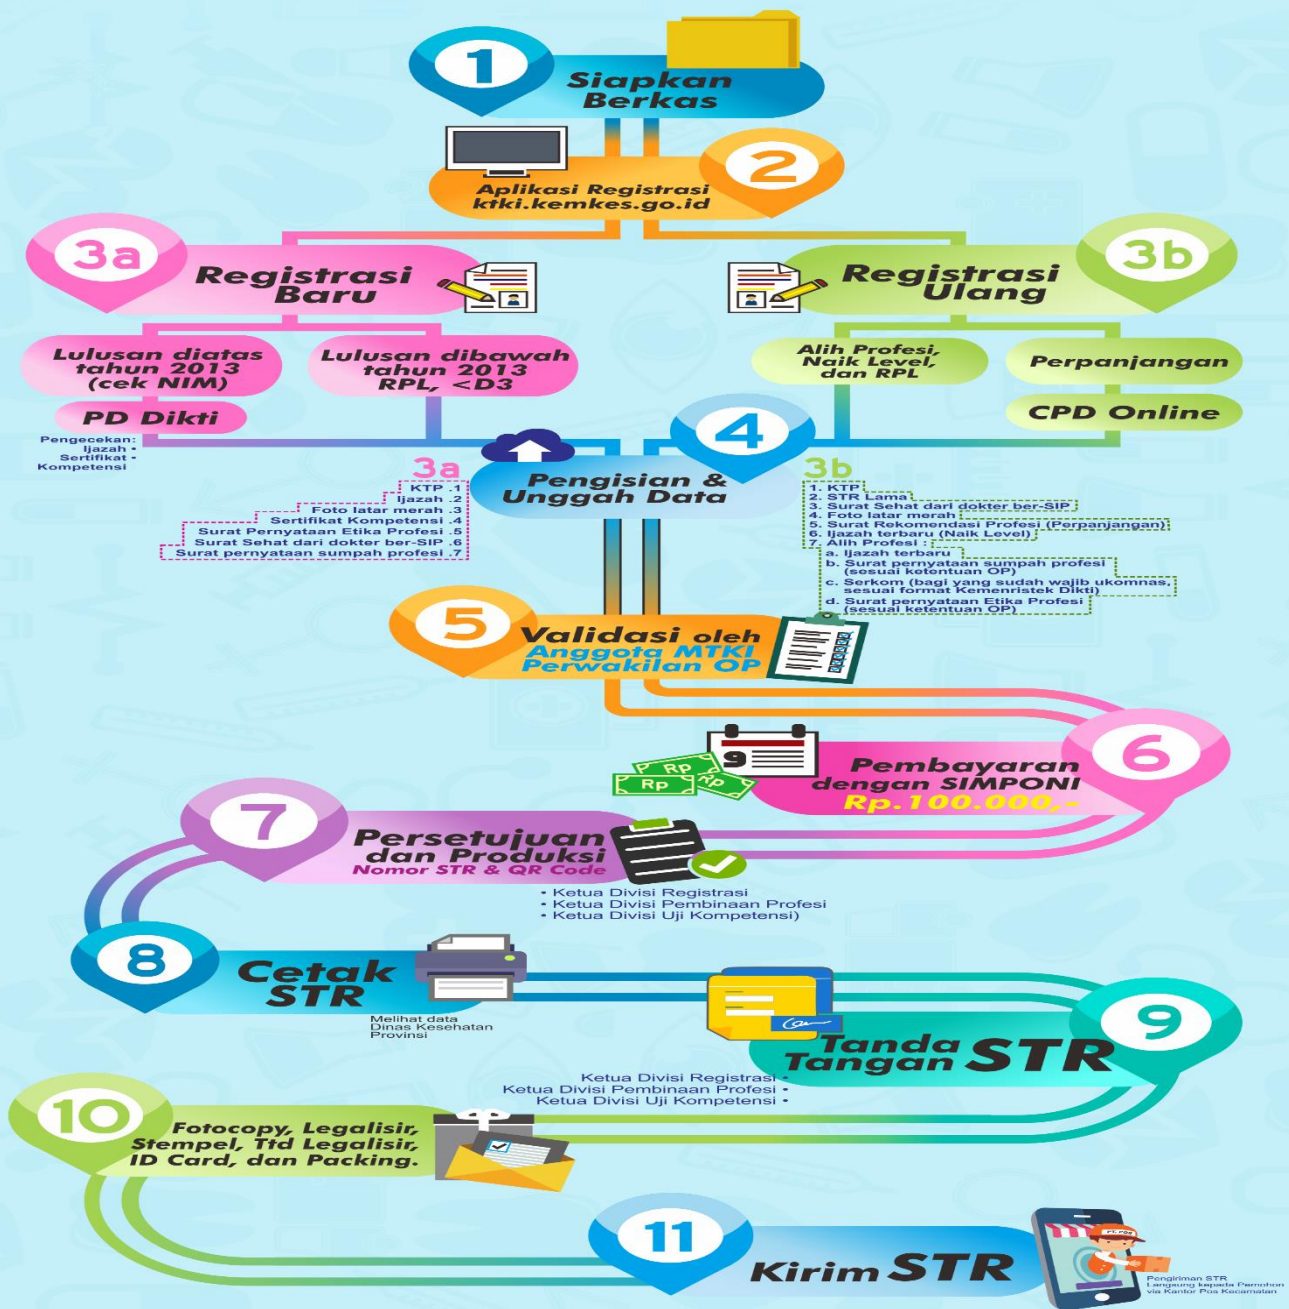 1
Siapkan
Berkas
2
Aplikasi Registrasi
ktki.kemkes.go.id
3a
Registrasi
Baru
3b
Registrasi
Ulang
Lulusan diatas
tahun 2013
(cek NIM)
PD Dikti
Pengecekan:
Ijazah •
Sertifikat •
Kompetensi
Lulusan dibawah
tahun 2013
RPL, <D3
Alih Profesi,
Naik Level,
dan RPL
Perpanjangan
CPD Online
4
Pengisian &
Unggah Data
3a
KTP .1
Ijazah .2
Foto latar merah .3
Sertifikat Kompetensi .4
Surat Pernyataan Etika Profesi .5
Surat Sehat dari dokter ber-SIP .6
Surat pernyataan sumpah profesi .7
3b
1. KTP
2. STR Lama
3. Surat Sehat dari dokter ber-SIP
4. Foto latar merah
5. Surat Rekomendasi Profesi (Perpanjangan)
6. Ijazah terbaru (Naik Level)
7. Alih Profesi :
a. Ijazah terbaru
b. Surat pernyataan sumpah profesi
(sesuai ketentuan OP)
c. Serkom (bagi yang sudah wajib ukomnas,
sesuai format Kemenristek Dikti)
d. Surat pernyataan Etika Profesi
(sesuai ketentuan OP)
5
Validasi oleh
Anggota MTKI
Perwakilan OP
6
9
Rp
Rp
Rp
Pembayaran
dengan SIMPONI
Rp.100.000,-
7
Persetujuan
dan Produksi
Nomor STR & QR Code
• Ketua Divisi Registrasi
• Ketua Divisi Pembinaan Profesi
• Ketua Divisi Uji Kompetensi)
8
Cetak
STR
Melihat data
Dinas Kesehatan
Provinsi
9
Tanda
Tangan STR
Ketua Divisi Registrasi •
Ketua Divisi Pembinaan Profesi •
Ketua Divisi Uji Kompetensi •
10
Fotocopy, Legalisir,
Stempel, Ttd Legalisir,
ID Card, dan Packing.
11
Kirim STR
PT. POS
Pengiriman STR
Langsung kepada Pemohon
via Kantor Pos Kecamatan